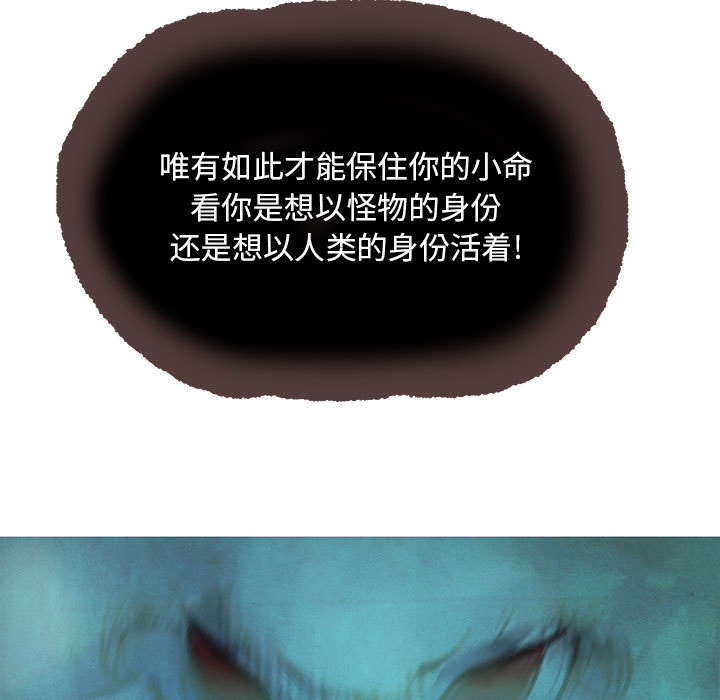 唯有如此才能保住你的小命
看你是想以怪物的身份
还是想以人类的身份活着!